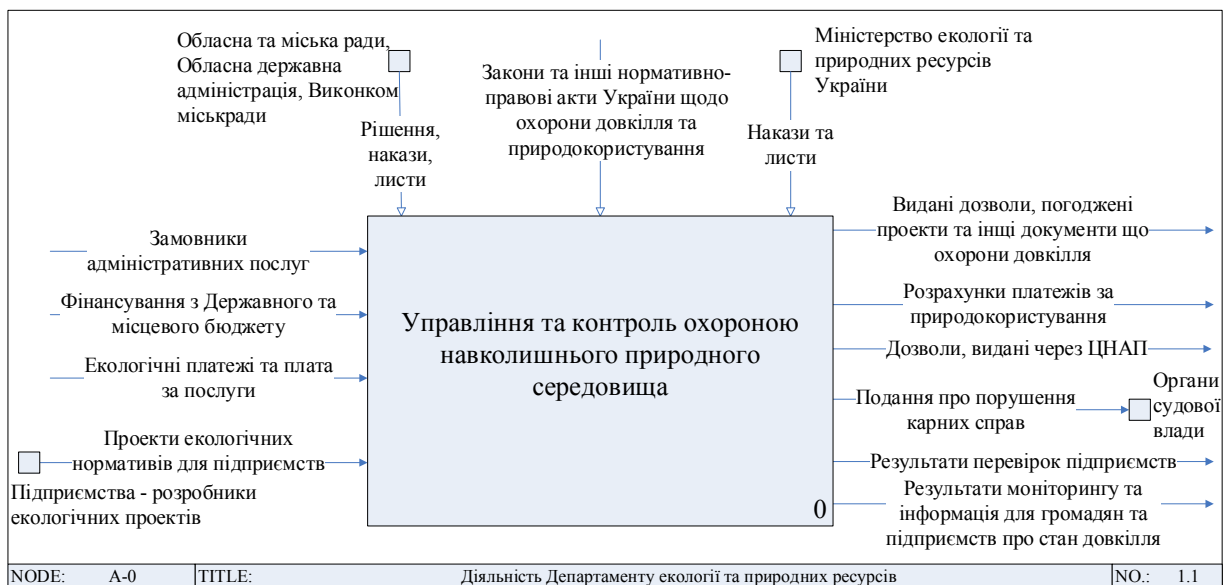 Обласна та міська ради,
Обласна державна
адміністрація, Виконком
міськради
Рішення,
накази,
листи
Закони та інші нормативно-
правові акти України щодо
охорони довкілля та
природокористування
Міністерство екології та
природних ресурсів
України
Накази та
листи
Замовники
адміністративних послуг
Фінансування з Державного та
місцевого бюджету
Екологічні платежі та плата
за послуги
Проекти екологічних
нормативів для підприємств
Підприємства - розробники
екологічних проектів
Управління та контроль охороною
навколишнього природного
середовища
0
Видані дозволи, погоджені
проекти та інщі документи що
охорони довкілля
Розрахунки платежів за
природокористування
Дозволи, видані через ЦНАП
Подання про порушення
карних справ
Органи
судової
влади
Результати перевірок підприємств
Результати моніторингу та
інформація для громадян та
підприємств про стан довкілля
NODE: A-0 TITLE: Діяльність Департаменту екології та природних ресурсів NO.: 1.1